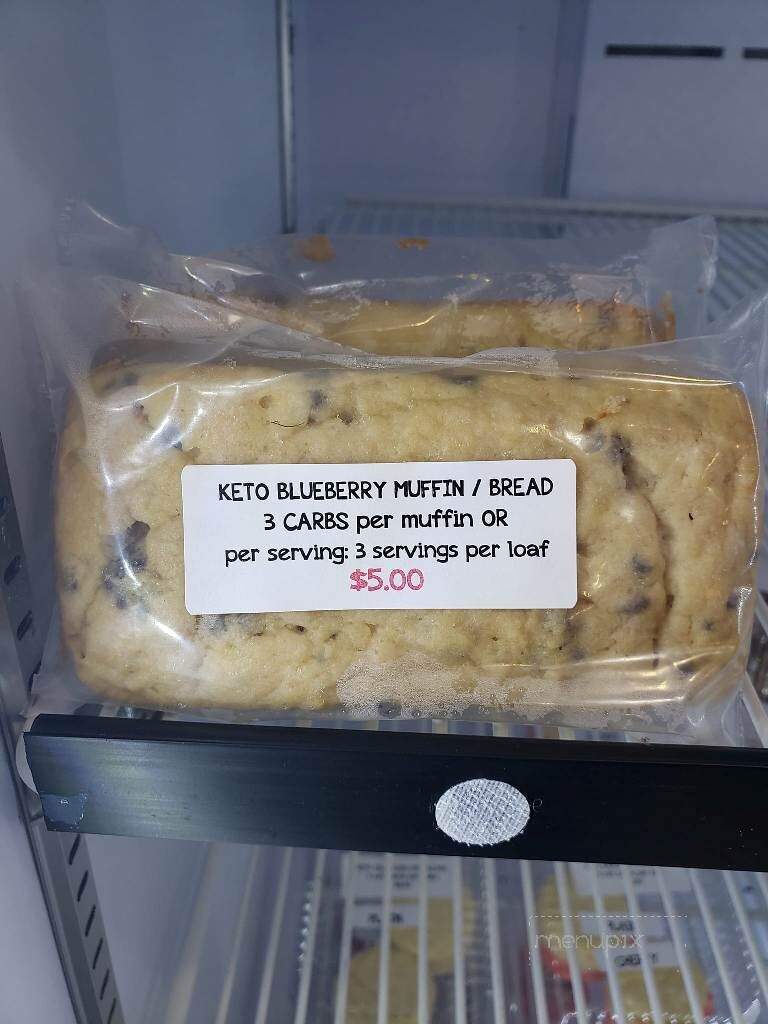 KETO BLUEBERRY MUFFIN / BREAD
3 CARBS per muffin OR
per serving: 3 servings per loaf
$5.00
menupix